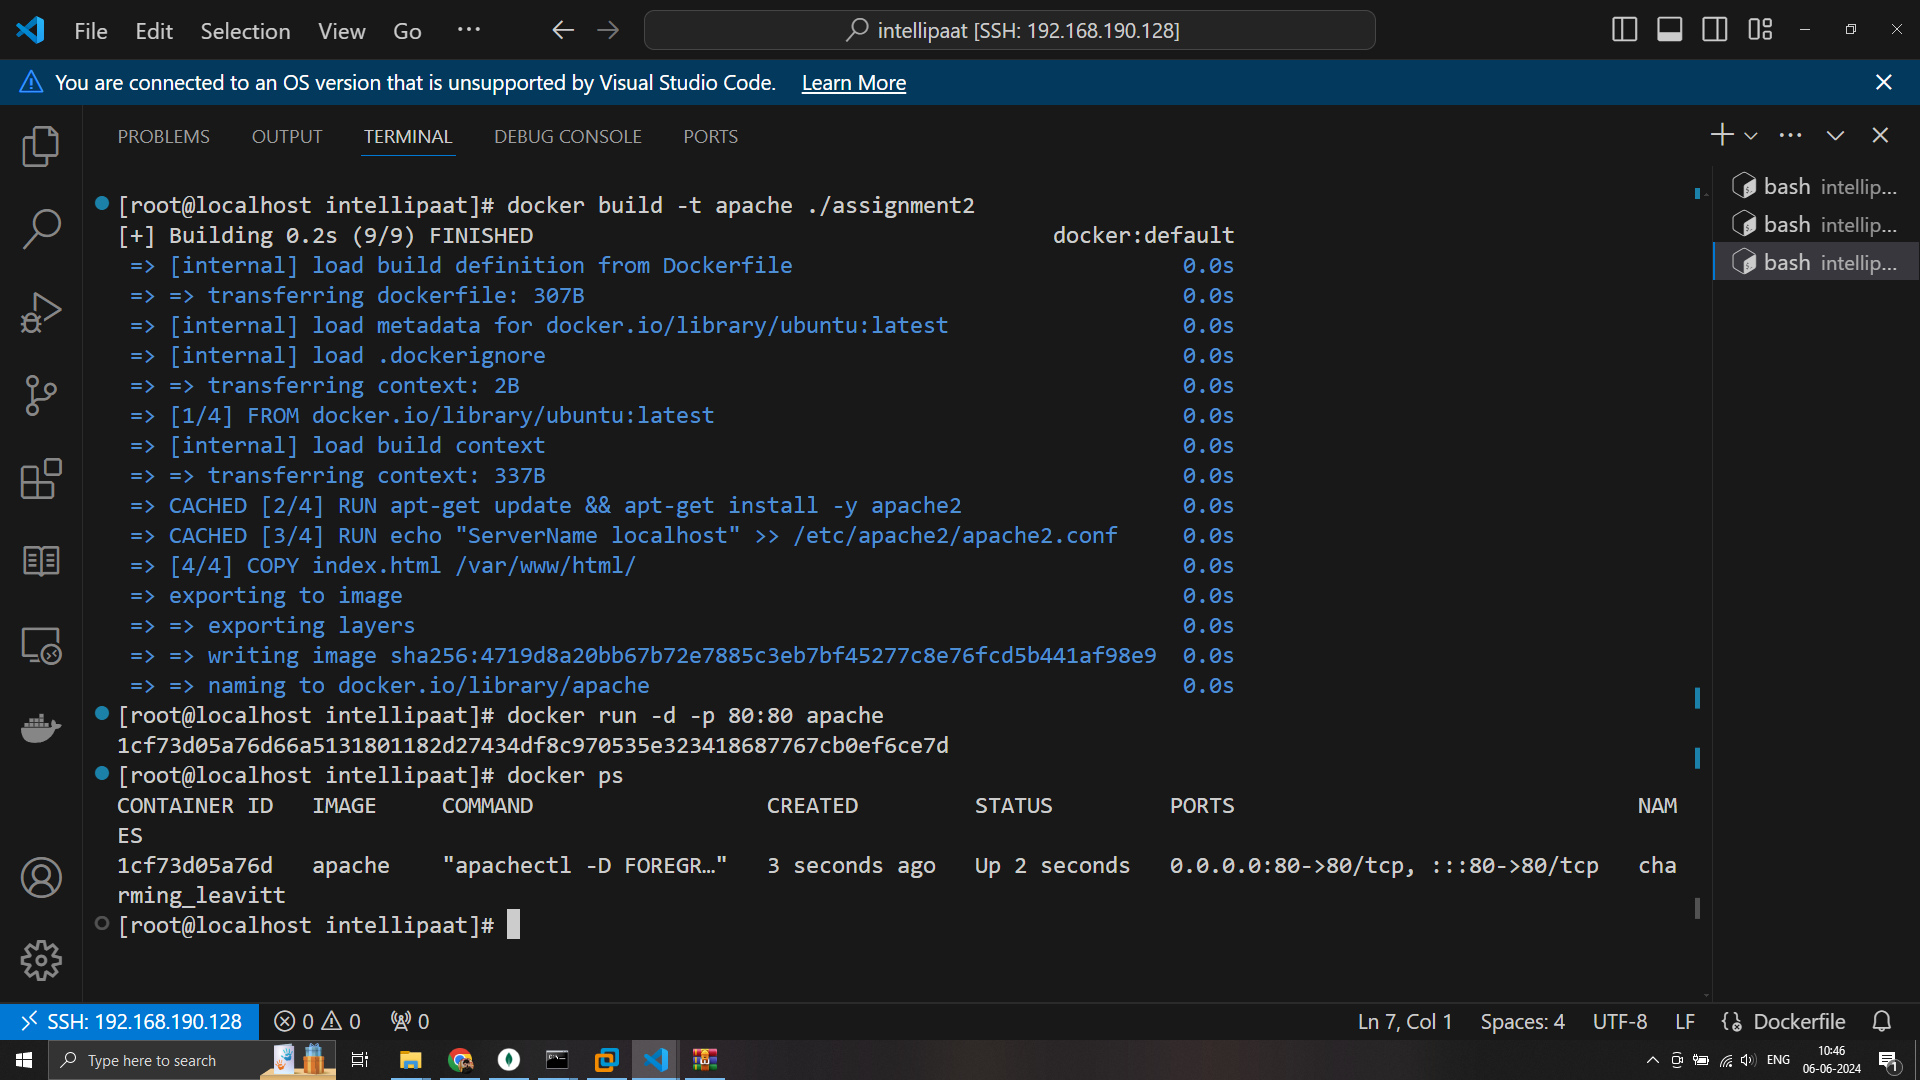 File Edit Selection View Go ··· intellipaat [SSH: 192.168.190.128]
You are connected to an OS version that is unsupported by Visual Studio Code. Learn More
PROBLEMS OUTPUT TERMINAL DEBUG CONSOLE PORTS
bash intellip...
bash intellip...
bash intellip...
[root@localhost intellipaat]# docker build -t apache ./assignment2
[+] Building 0.2s (9/9) FINISHED docker:default
=> [internal] load build definition from Dockerfile 0.0s
=> => transferring dockerfile: 307B 0.0s
=> [internal] load metadata for docker.io/library/ubuntu:latest 0.0s
=> [internal] load .dockerignore 0.0s
=> => transferring context: 2B 0.0s
=> [1/4] FROM docker.io/library/ubuntu:latest 0.0s
=> [internal] load build context 0.0s
=> => transferring context: 337B 0.0s
=> CACHED [2/4] RUN apt-get update && apt-get install -y apache2 0.0s
=> CACHED [3/4] RUN echo "ServerName localhost" >> /etc/apache2/apache2.conf 0.0s
=> [4/4] COPY index.html /var/www/html/ 0.0s
=> exporting to image 0.0s
=> => exporting layers 0.0s
=> => writing image sha256:4719d8a20bb67b72e7885c3eb7bf45277c8e76fcd5b441af98e9 0.0s
=> => naming to docker.io/library/apache 0.0s
[root@localhost intellipaat]# docker run -d -p 80:80 apache
1cf73d05a76d66a5131801182d27434df8c970535e323418687767cb0ef6ce7d
[root@localhost intellipaat]# docker ps
CONTAINER ID IMAGE COMMAND CREATED STATUS PORTS NAM
ES
1cf73d05a76d apache "apachectl -D FOREGR…" 3 seconds ago Up 2 seconds 0.0.0.0:80->80/tcp, :::80->80/tcp cha
rming_leavitt
[root@localhost intellipaat]#
SSH: 192.168.190.128 0 0 0 Ln 7, Col 1 Spaces: 4 UTF-8 LF Dockerfile
Type here to search ENG 10:46
06-06-2024 1